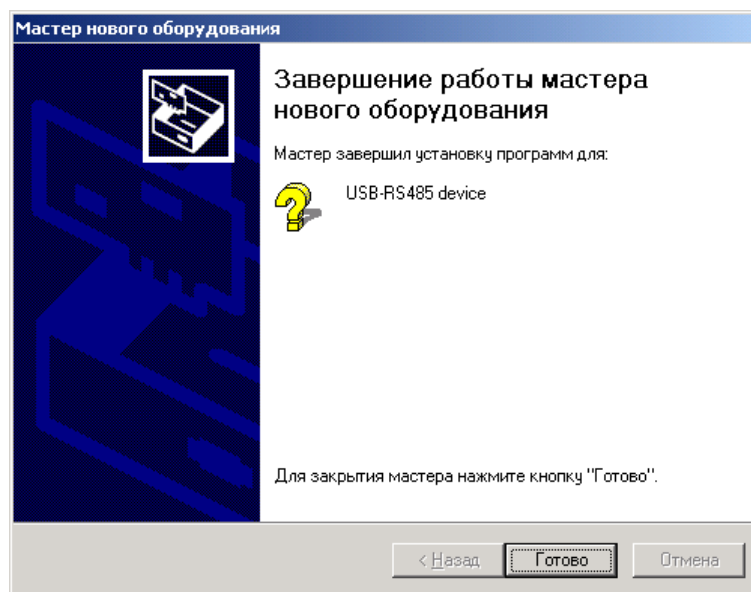 Мастер нового оборудования
Завершение работы мастера
нового оборудования
Мастер завершил установку программ для:
USB-RS485 device
Для закрытия мастера нажмите кнопку "Готово".
< Назад
Готово
Отмена